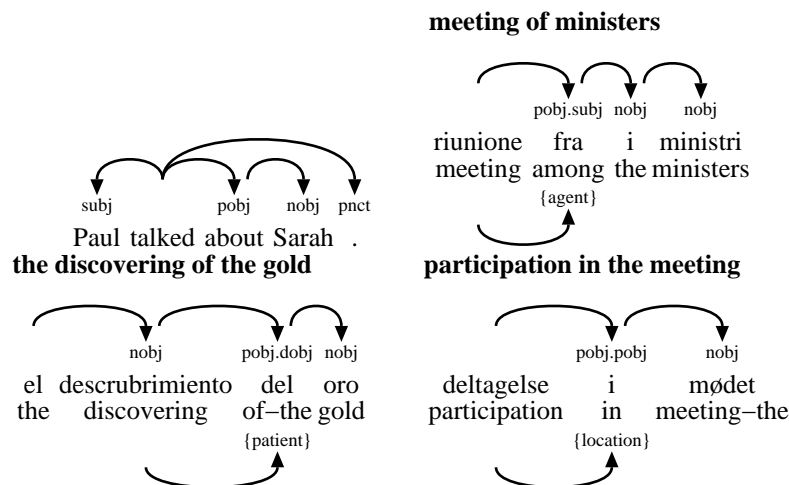 meeting of ministers
pobj.subj nobj nobj
riunione fra i ministri
meeting among the ministers
{agent}
subj pobj nobj pnct
Paul talked about Sarah .
the discovering of the gold
nobj pobj.dobj nobj
el descrubrimiento del oro
the discovering of−the gold
{patient}
participation in the meeting
pobj.pobj nobj
deltagelse i mødet
participation in meeting−the
{location}